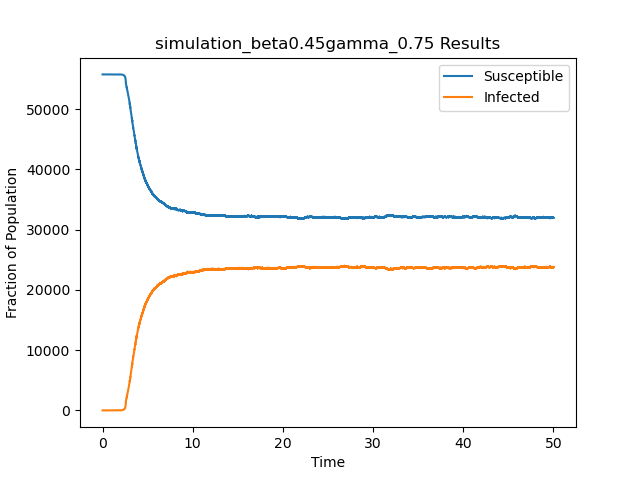 simulation_beta0.45gamma_0.75 Results
Susceptible
Infected
Fraction of Population
50000
40000
30000
20000
10000
0
0 10 20 30 40 50
Time